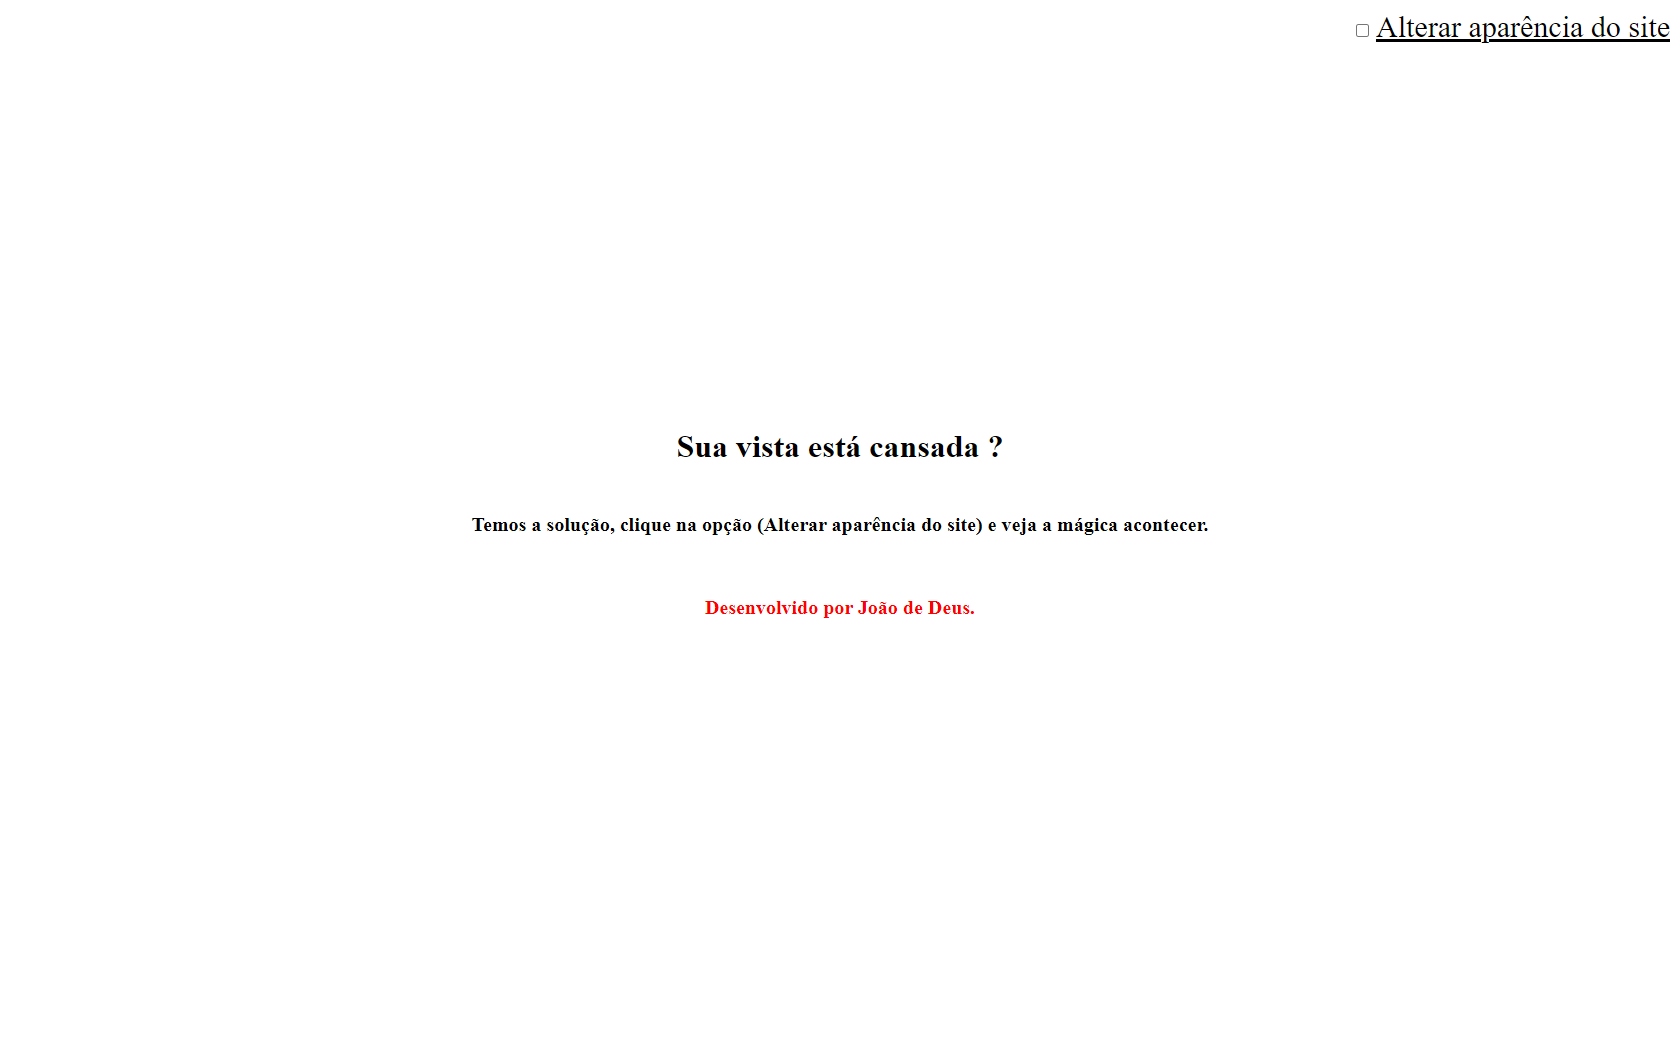 Alterar aparência do site
Sua vista está cansada ?
Temos a solução, clique na opção (Alterar aparência do site) e veja a mágica acontecer.
Desenvolvido por João de Deus.